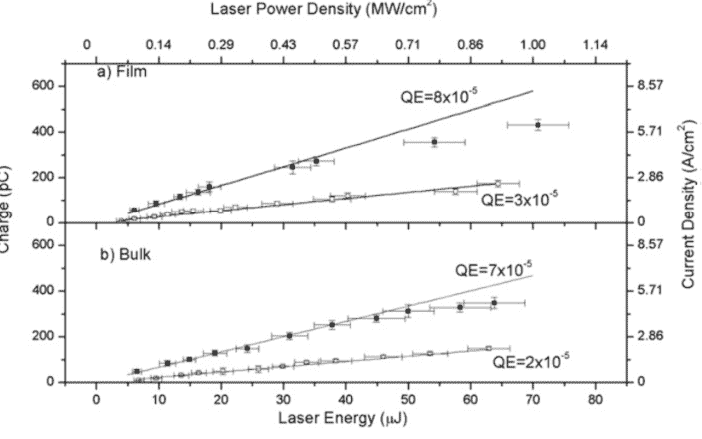 Laser Power Density (MW/cm²)
0 0.14 0.29 0.43 0.57 0.71 0.86 1.00 1.14
a) Film
600 8.57
QE=8x10⁻⁵
400 5.71
Charge (pC)
Current Density (A/cm²)
200 2.86
QE=3x10⁻⁵
0 0
600 8.57
b) Bulk
QE=7x10⁻⁵
400 5.71
200 2.86
QE=2x10⁻⁵
0 0
0 10 20 30 40 50 60 70 80
Laser Energy (μJ)